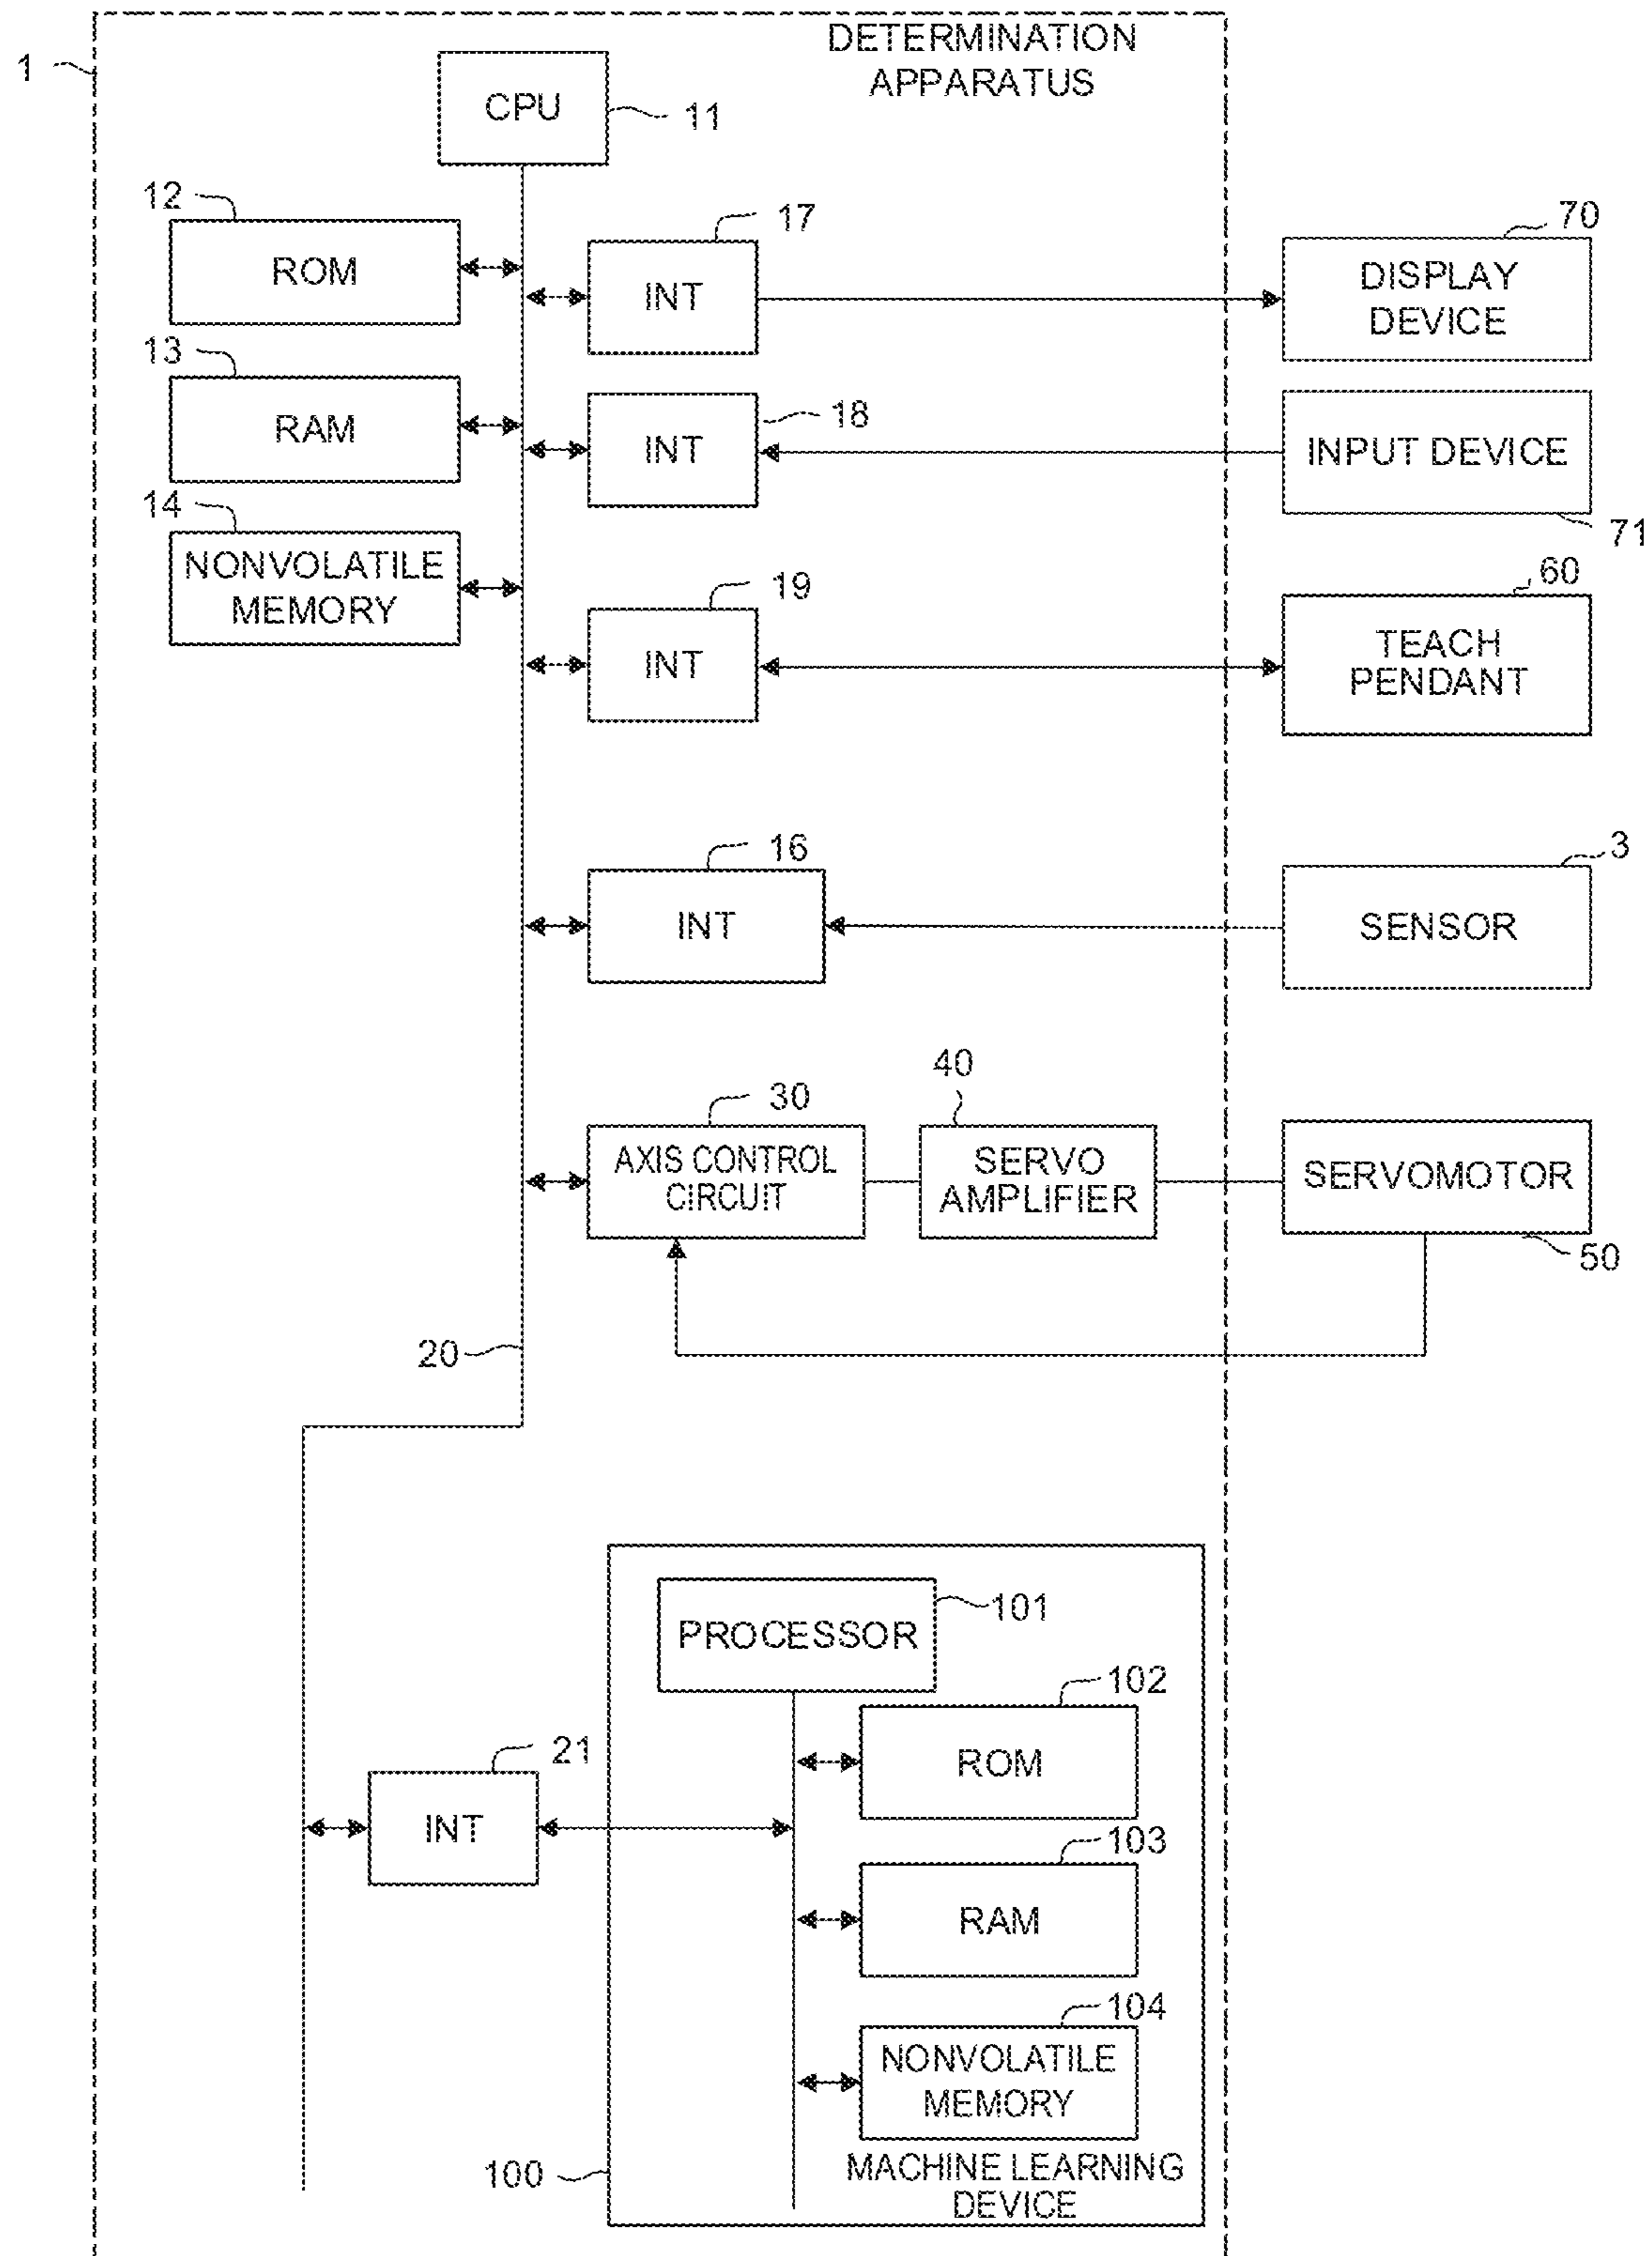 DETERMINATION
APPARATUS
1
CPU
11
12
ROM
17
INT
70
DISPLAY
DEVICE
13
RAM
18
INT
INPUT DEVICE
71
14
NONVOLATILE
MEMORY
19
INT
60
TEACH
PENDANT
16
INT
3
SENSOR
30
AXIS CONTROL
CIRCUIT
40
SERVO
AMPLIFIER
SERVOMOTOR
50
20
PROCESSOR
101
102
ROM
21
INT
103
RAM
104
NONVOLATILE
MEMORY
100
MACHINE LEARNING
DEVICE